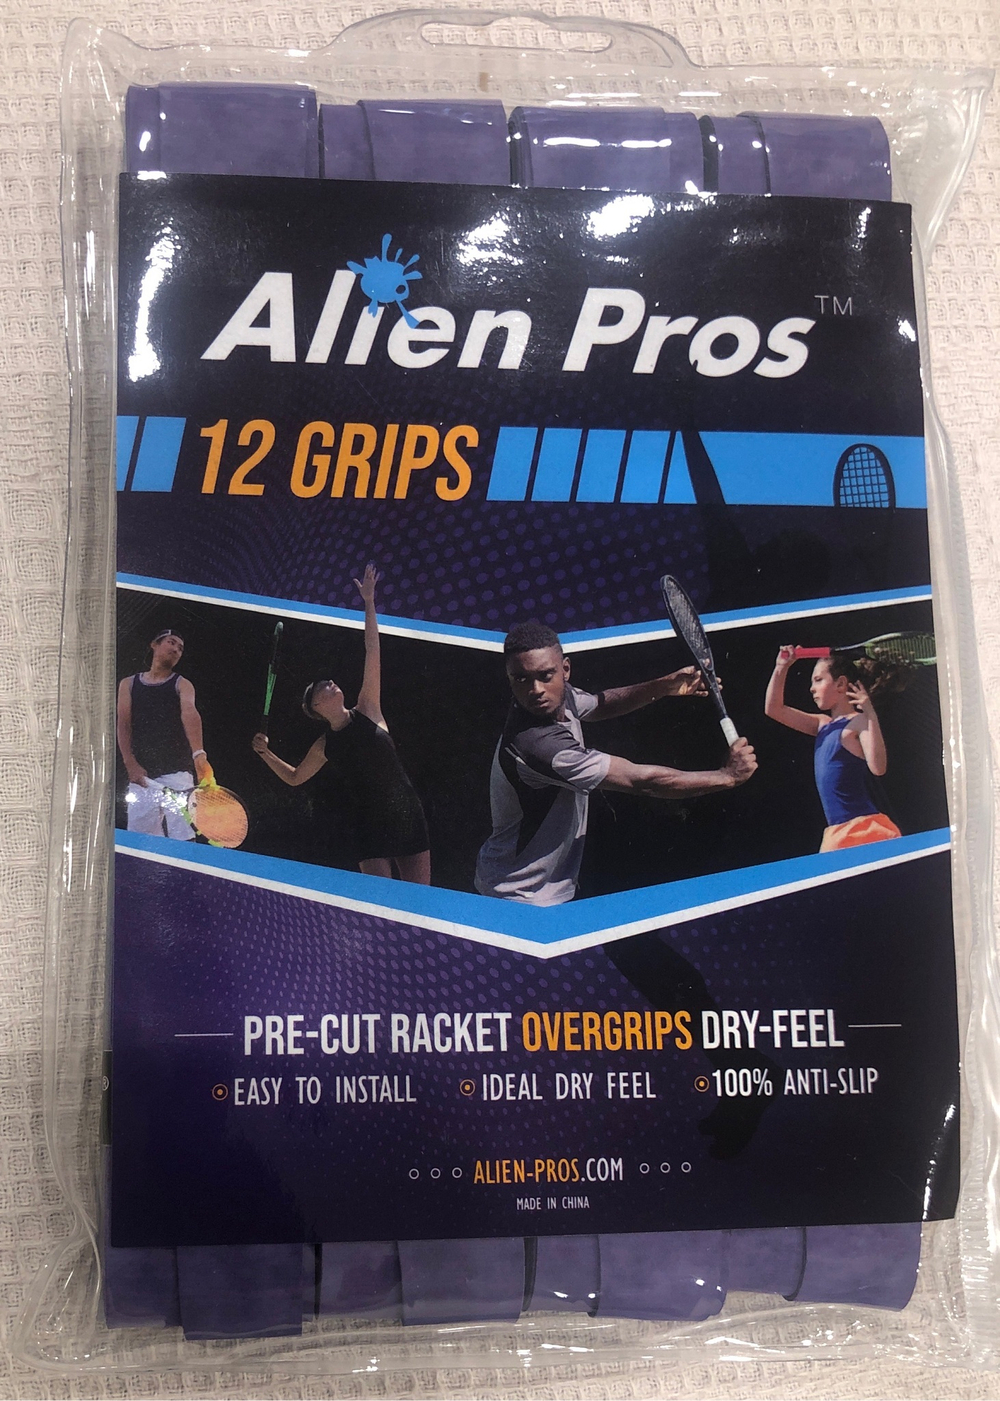 Alien Pros™
12 GRIPS
PRE-CUT RACKET OVERGRIPS DRY-FEEL
EASY TO INSTALL IDEAL DRY FEEL 100% ANTI-SLIP
ALIEN-PROS.COM
MADE IN CHINA
®